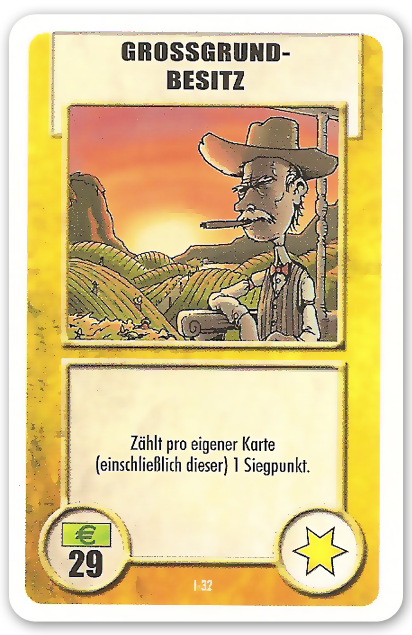 GROSSGRUND-
BESITZ
Zählt pro eigener Karte
(einschließlich dieser) 1 Siegpunkt.
€
29
I-32